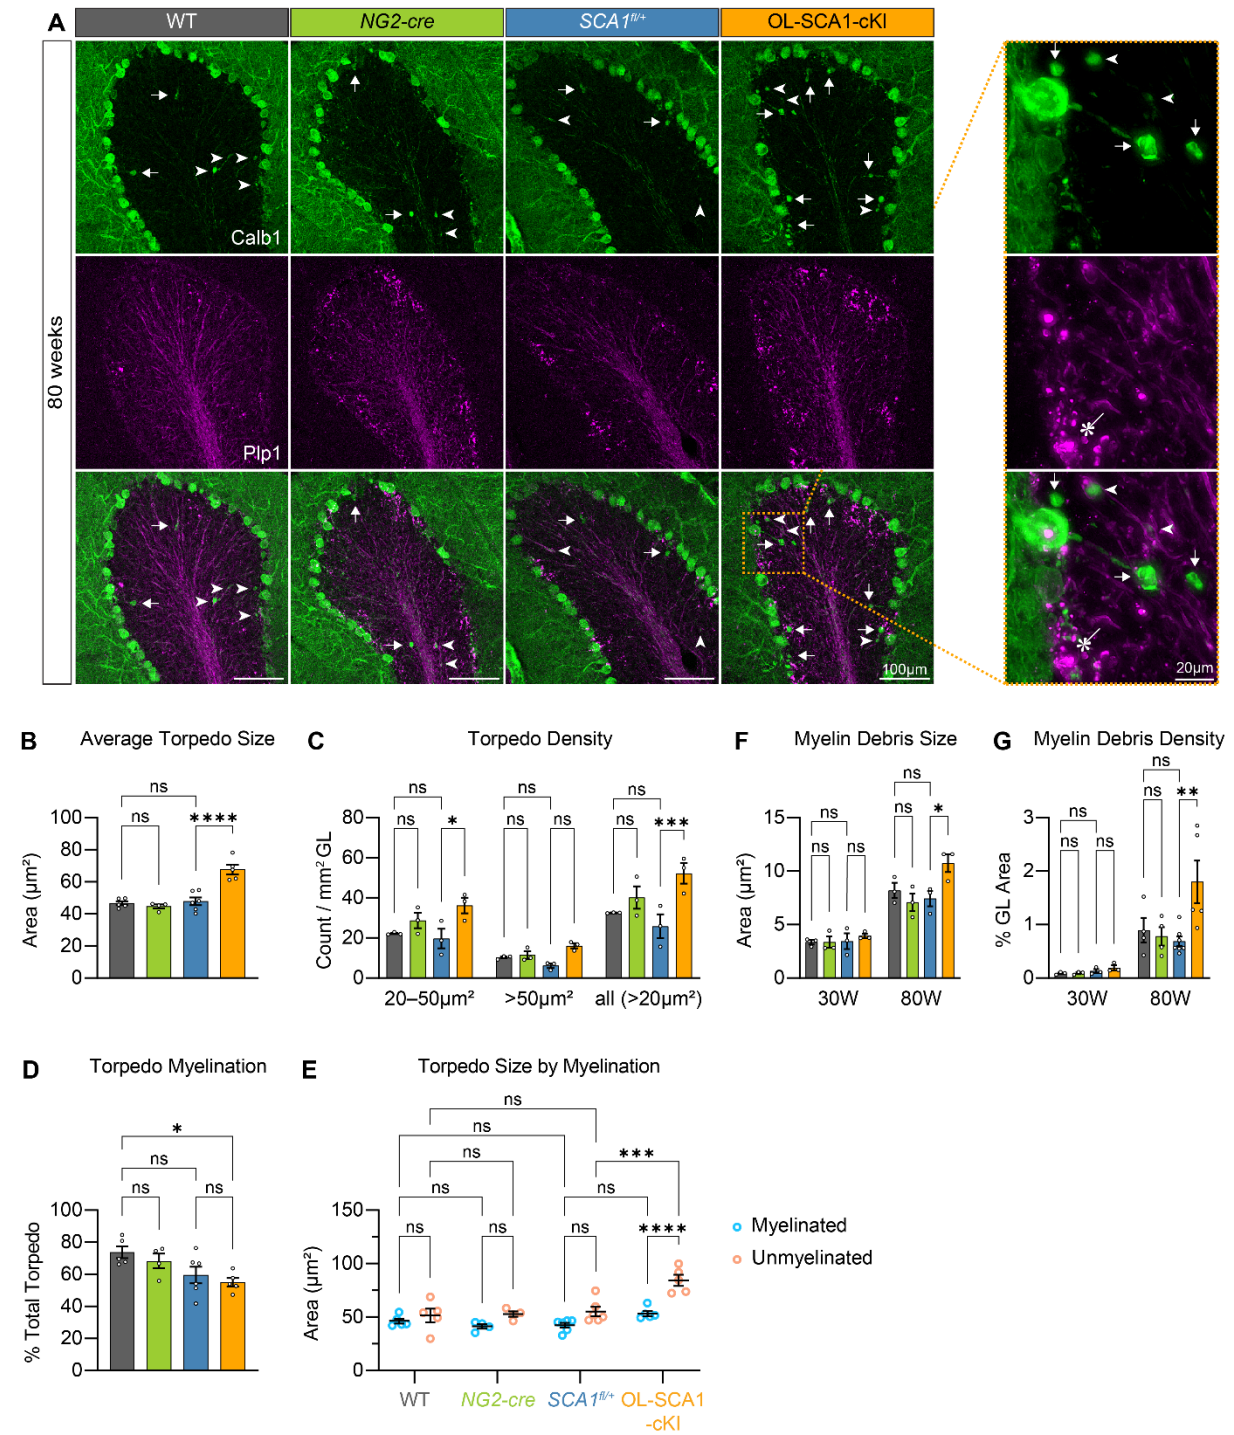 A WT NG2-cre SCA1fl/+ OL-SCA1-cKI
80 weeks
Calb1
Plp1
100µm
20µm
B Average Torpedo Size
ns
ns ****
100
80
60
40
20
0
Area (µm²)
C Torpedo Density
ns ns ns
ns * ns ns ns ***
80
60
40
20
0
Count / mm² GL
20–50µm² >50µm² all (>20µm²)
F Myelin Debris Size
ns
ns ns
ns *
ns ns
15
10
5
0
Area (µm²)
30W 80W
G Myelin Debris Density
ns
ns **
ns
ns ns
3
2
1
0
% GL Area
30W 80W
D Torpedo Myelination
*
ns
ns ns
100
80
60
40
20
0
% Total Torpedo
E Torpedo Size by Myelination
ns
ns
ns ***
ns ns
ns ns ns ****
150
100
50
0
Area (µm²)
WT NG2-cre SCA1fl/+ OL-SCA1
-cKI
Myelinated
Unmyelinated